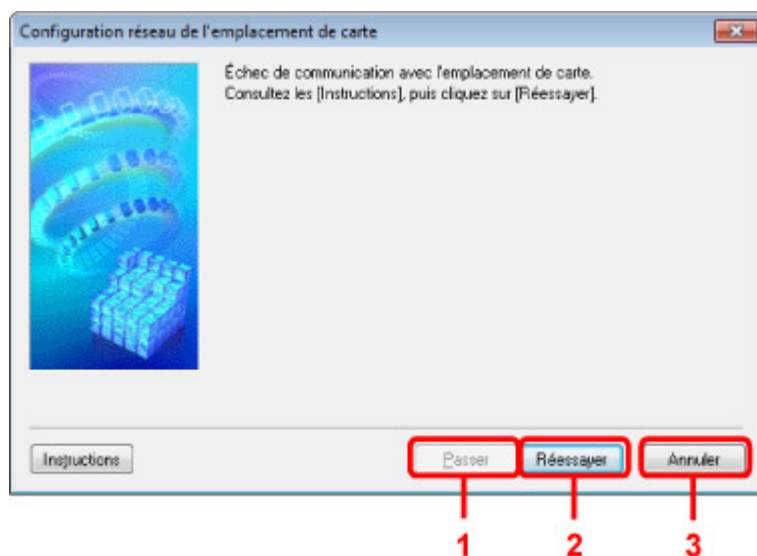 Configuration réseau de l'emplacement de carte
Échec de communication avec l'emplacement de carte.
Consultez les [Instructions], puis cliquez sur [Réessayer].
Instructions Passer Réessayer Annuler
1 2 3